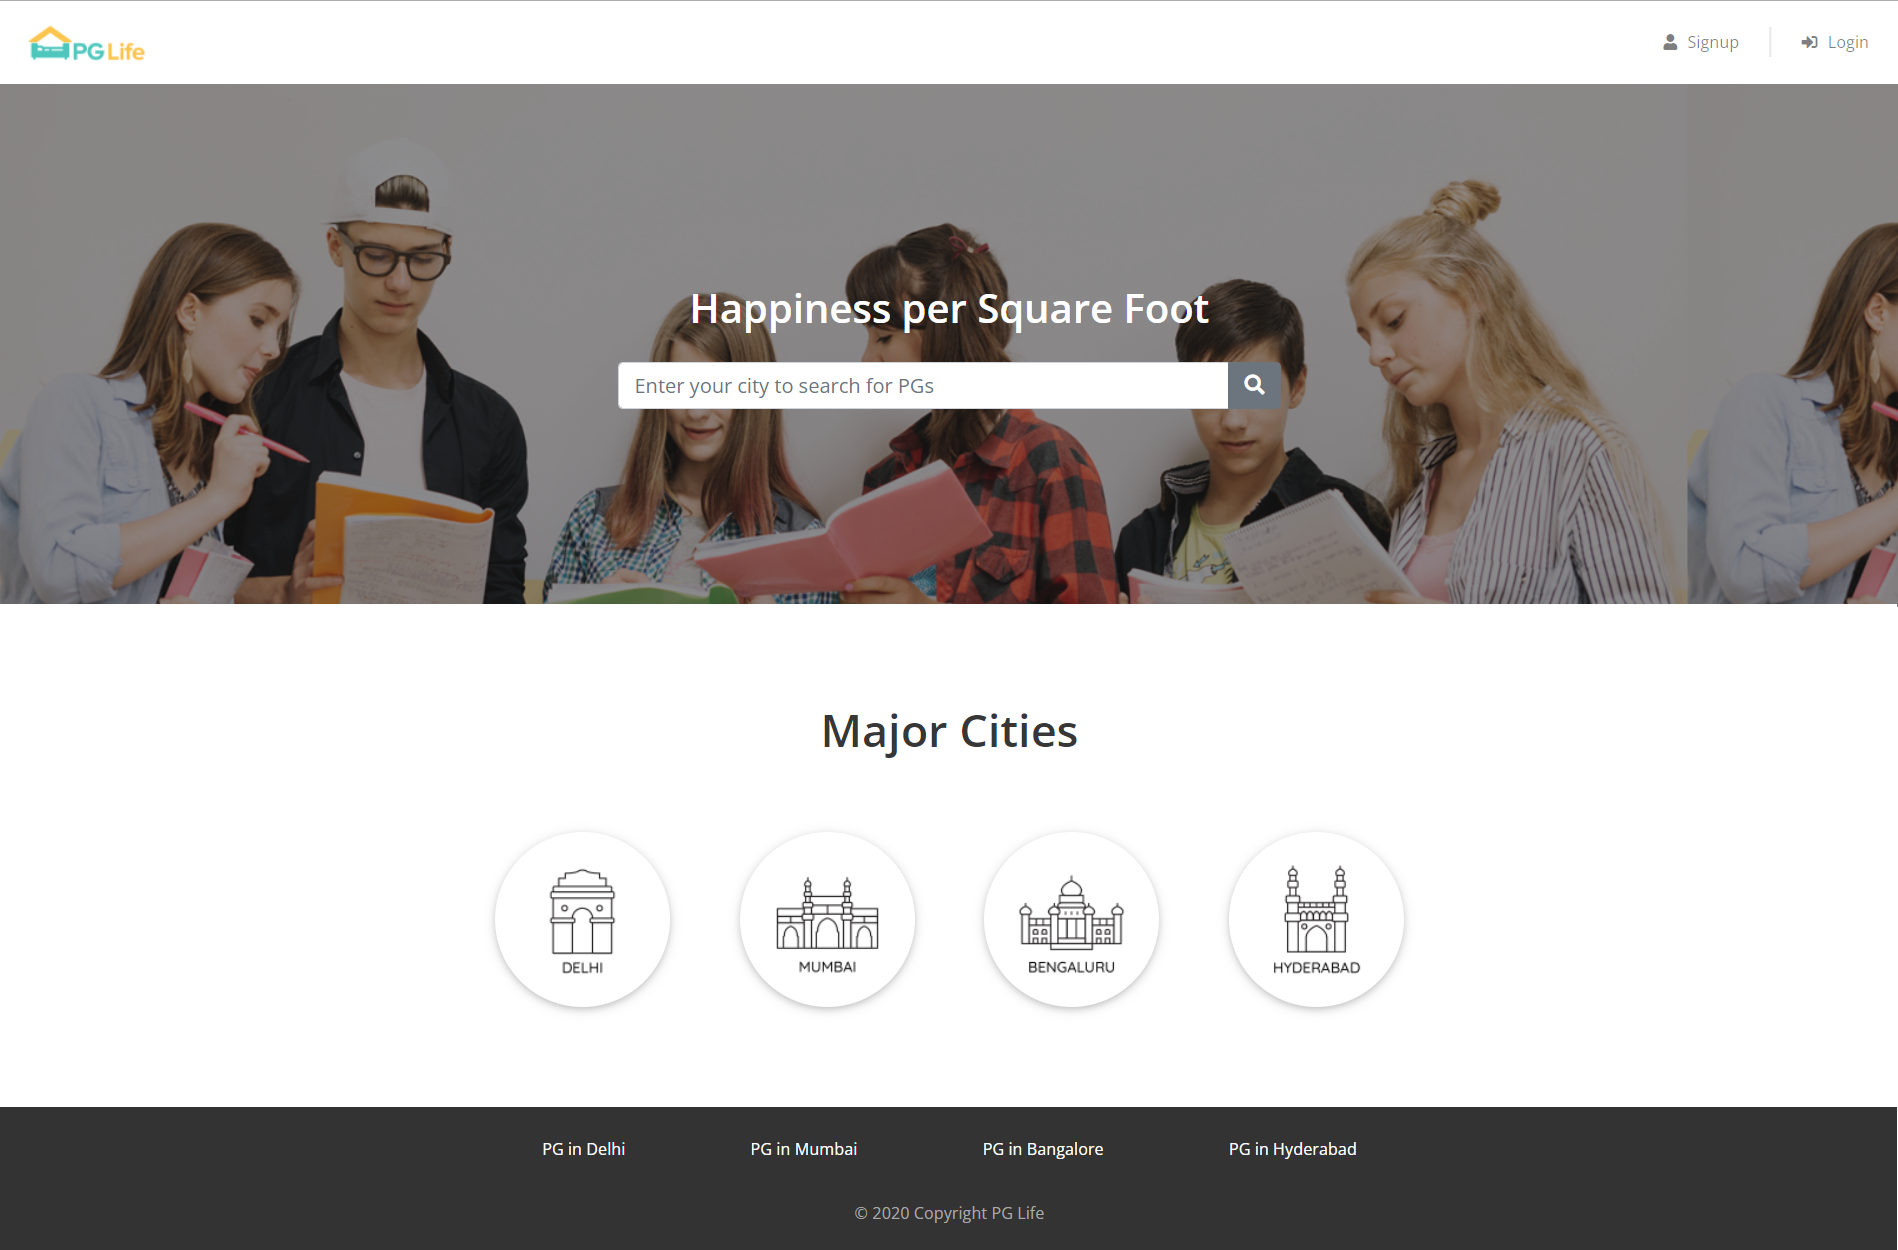 PG Life
Signup
Login
Happiness per Square Foot
Enter your city to search for PGs
Major Cities
DELHI
MUMBAI
BENGALURU
HYDERABAD
PG in Delhi
PG in Mumbai
PG in Bangalore
PG in Hyderabad
© 2020 Copyright PG Life